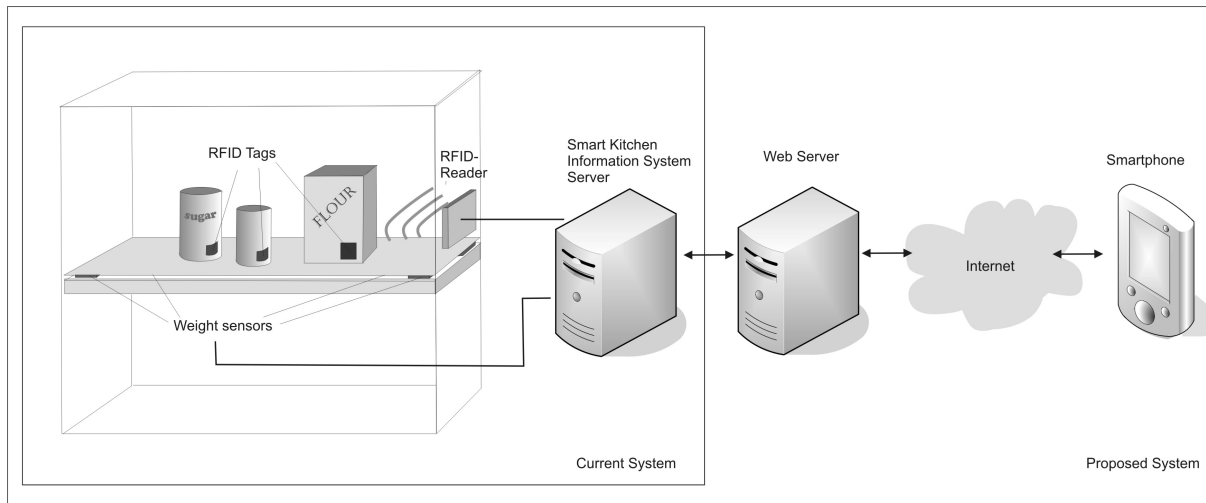 RFID Tags
RFID-
Reader
sugar
FLOUR
Weight sensors
Smart Kitchen
Information System
Server
Web Server
Internet
Smartphone
Current System
Proposed System